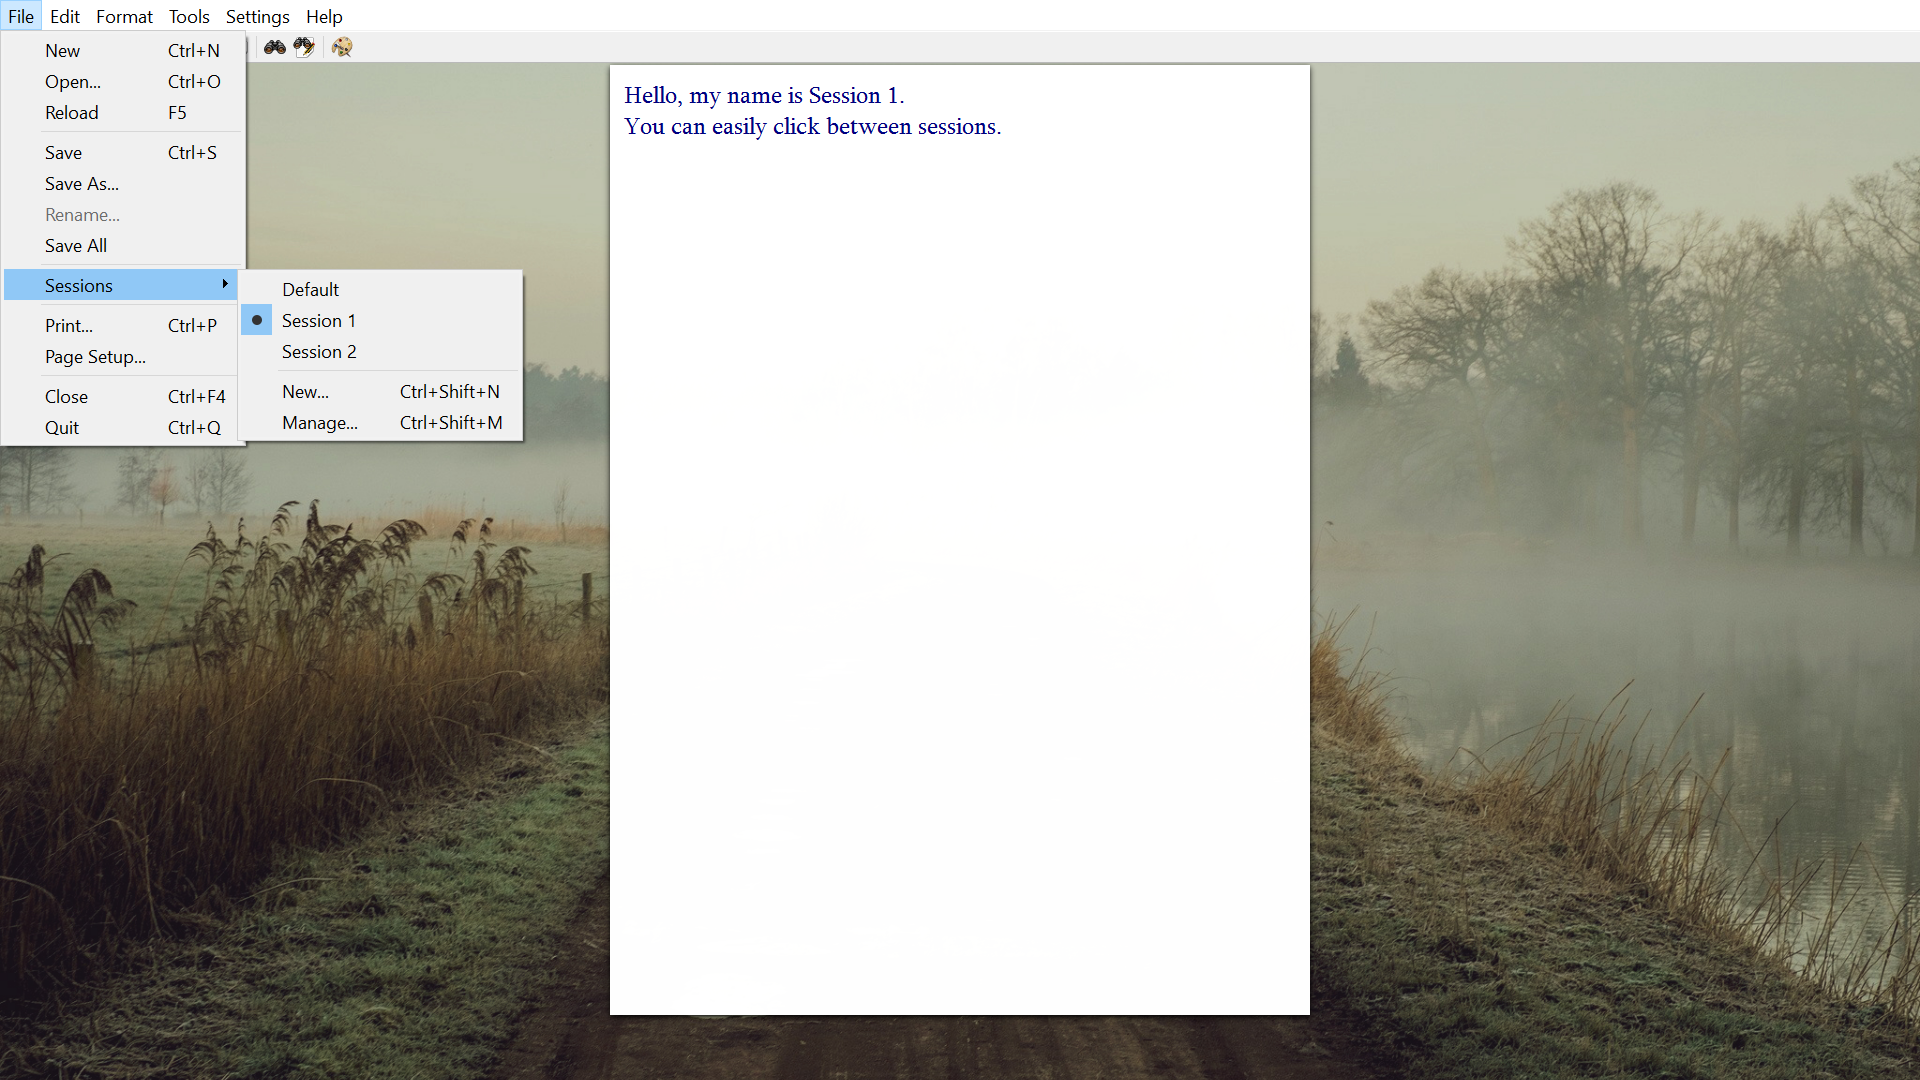 File Edit Format Tools Settings Help
New Ctrl+N
Open... Ctrl+O
Reload F5
Save Ctrl+S
Save As...
Rename...
Save All
Sessions
Print... Ctrl+P
Page Setup...
Close Ctrl+F4
Quit Ctrl+Q
Default
Session 1
Session 2
New... Ctrl+Shift+N
Manage... Ctrl+Shift+M
Hello, my name is Session 1.
You can easily click between sessions.